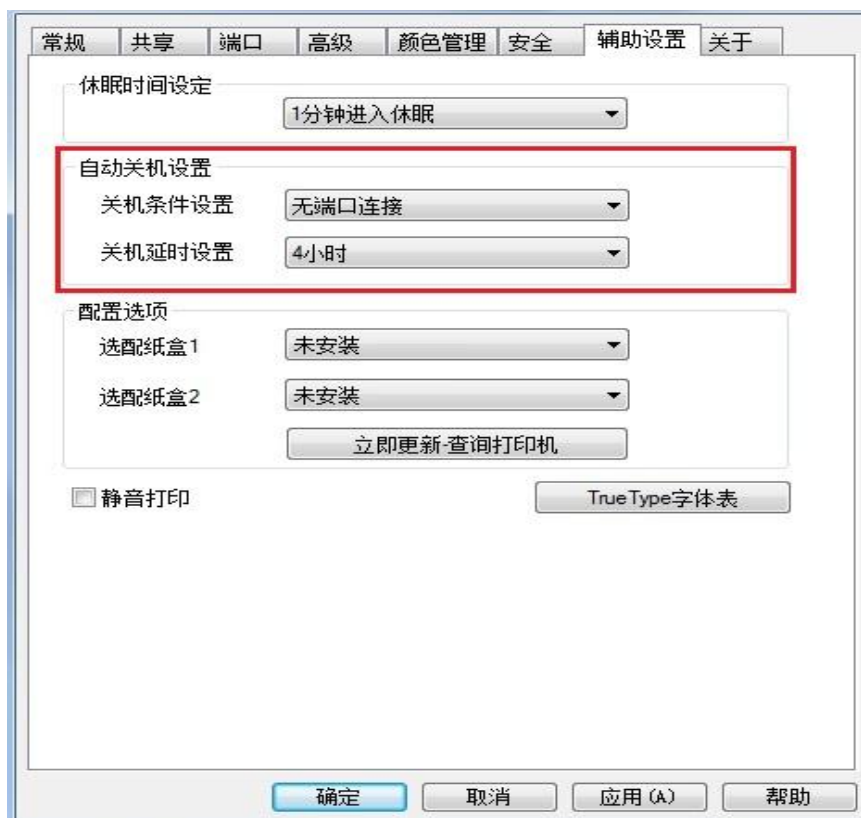 常规 共享 端口 高级 颜色管理 安全 辅助设置 关于
休眠时间设定
1分钟进入休眠
自动关机设置
关机条件设置 无端口连接
关机延时设置 4小时
配置选项
选配纸盒1 未安装
选配纸盒2 未安装
立即更新-查询打印机
静音打印 TrueType字体表
确定 取消 应用(A) 帮助